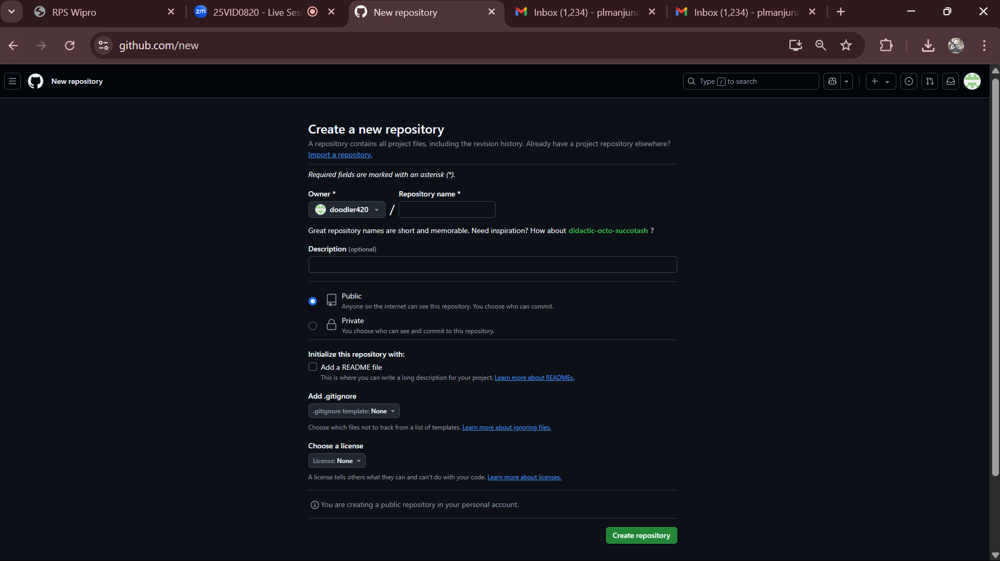 RPS Wipro
25VID0820 - Live Ses
New repository
Inbox (1,234) - plmanjuna
Inbox (1,234) - plmanjuna
github.com/new
New repository
Type / to search
Create a new repository
A repository contains all project files, including the revision history. Already have a project repository elsewhere?
Import a repository.
Required fields are marked with an asterisk (*).
Owner *
Repository name *
doodler420
/
Great repository names are short and memorable. Need inspiration? How about didactic-octo-succotash ?
Description (optional)
Public
Anyone on the internet can see this repository. You choose who can commit.
Private
You choose who can see and commit to this repository.
Initialize this repository with:
Add a README file
This is where you can write a long description for your project. Learn more about READMEs.
Add .gitignore
.gitignore template: None
Choose which files not to track from a list of templates. Learn more about ignoring files.
Choose a license
License: None
A license tells others what they can and can't do with your code. Learn more about licenses.
You are creating a public repository in your personal account.
Create repository